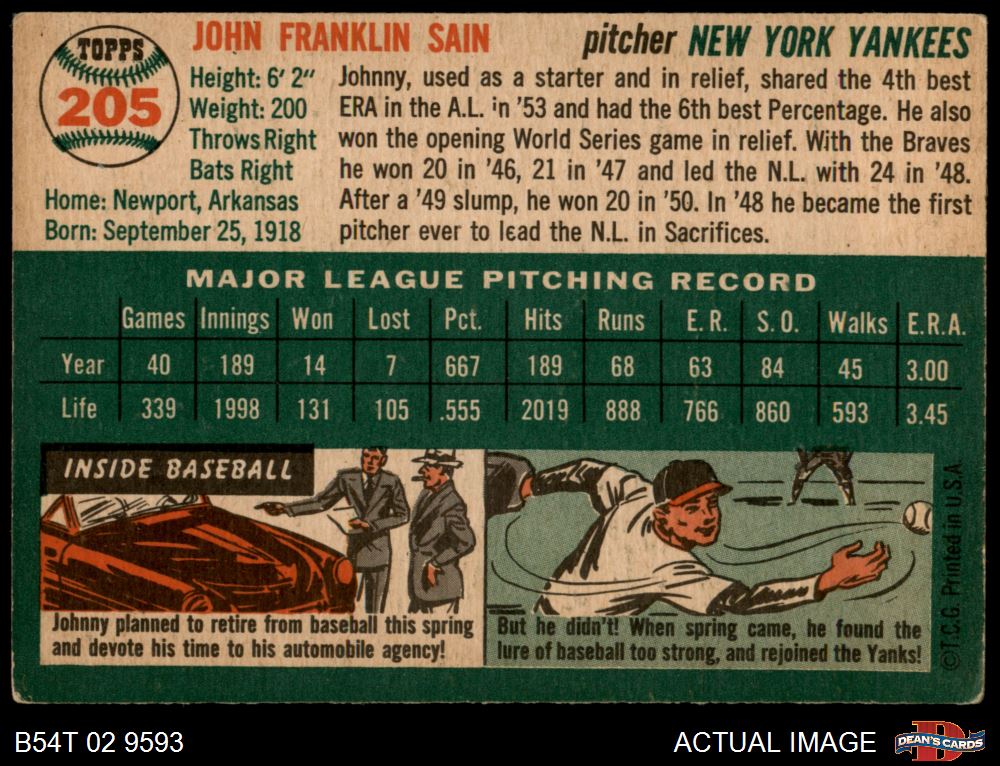 TOPPS
205
JOHN FRANKLIN SAIN
pitcher NEW YORK YANKEES
Height: 6' 2"
Weight: 200
Throws Right
Bats Right
Home: Newport, Arkansas
Born: September 25, 1918
Johnny, used as a starter and in relief, shared the 4th best
ERA in the A.L. in '53 and had the 6th best Percentage. He also
won the opening World Series game in relief. With the Braves
he won 20 in '46, 21 in '47 and led the N.L. with 24 in '48.
After a '49 slump, he won 20 in '50. In '48 he became the first
pitcher ever to lead the N.L. in Sacrifices.
MAJOR LEAGUE PITCHING RECORD
Games Innings Won Lost Pct. Hits Runs E.R. S.O. Walks E.R.A.
Year 40 189 14 7 667 189 68 63 84 45 3.00
Life 339 1998 131 105 .555 2019 888 766 860 593 3.45
INSIDE BASEBALL
Johnny planned to retire from baseball this spring
and devote his time to his automobile agency!
But he didn't! When spring came, he found the
lure of baseball too strong, and rejoined the Yanks!
©T.C.G. Printed in U.S.A.
B54T 02 9593
ACTUAL IMAGE
DEAN'S CARDS